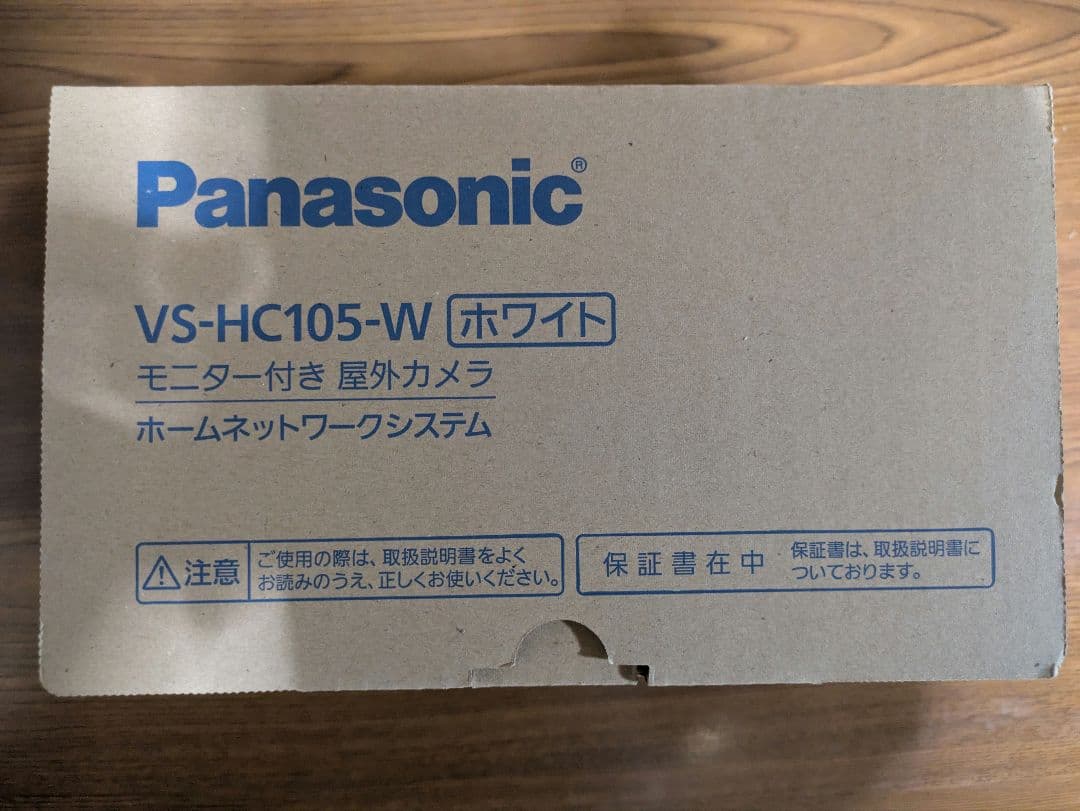 Panasonic®
VS-HC105-W ホワイト
モニター付き 屋外カメラ
ホームネットワークシステム
注意 ご使用の際は、取扱説明書をよく
お読みのうえ、正しくお使いください。
保証書在中 保証書は、取扱説明書に
ついております。